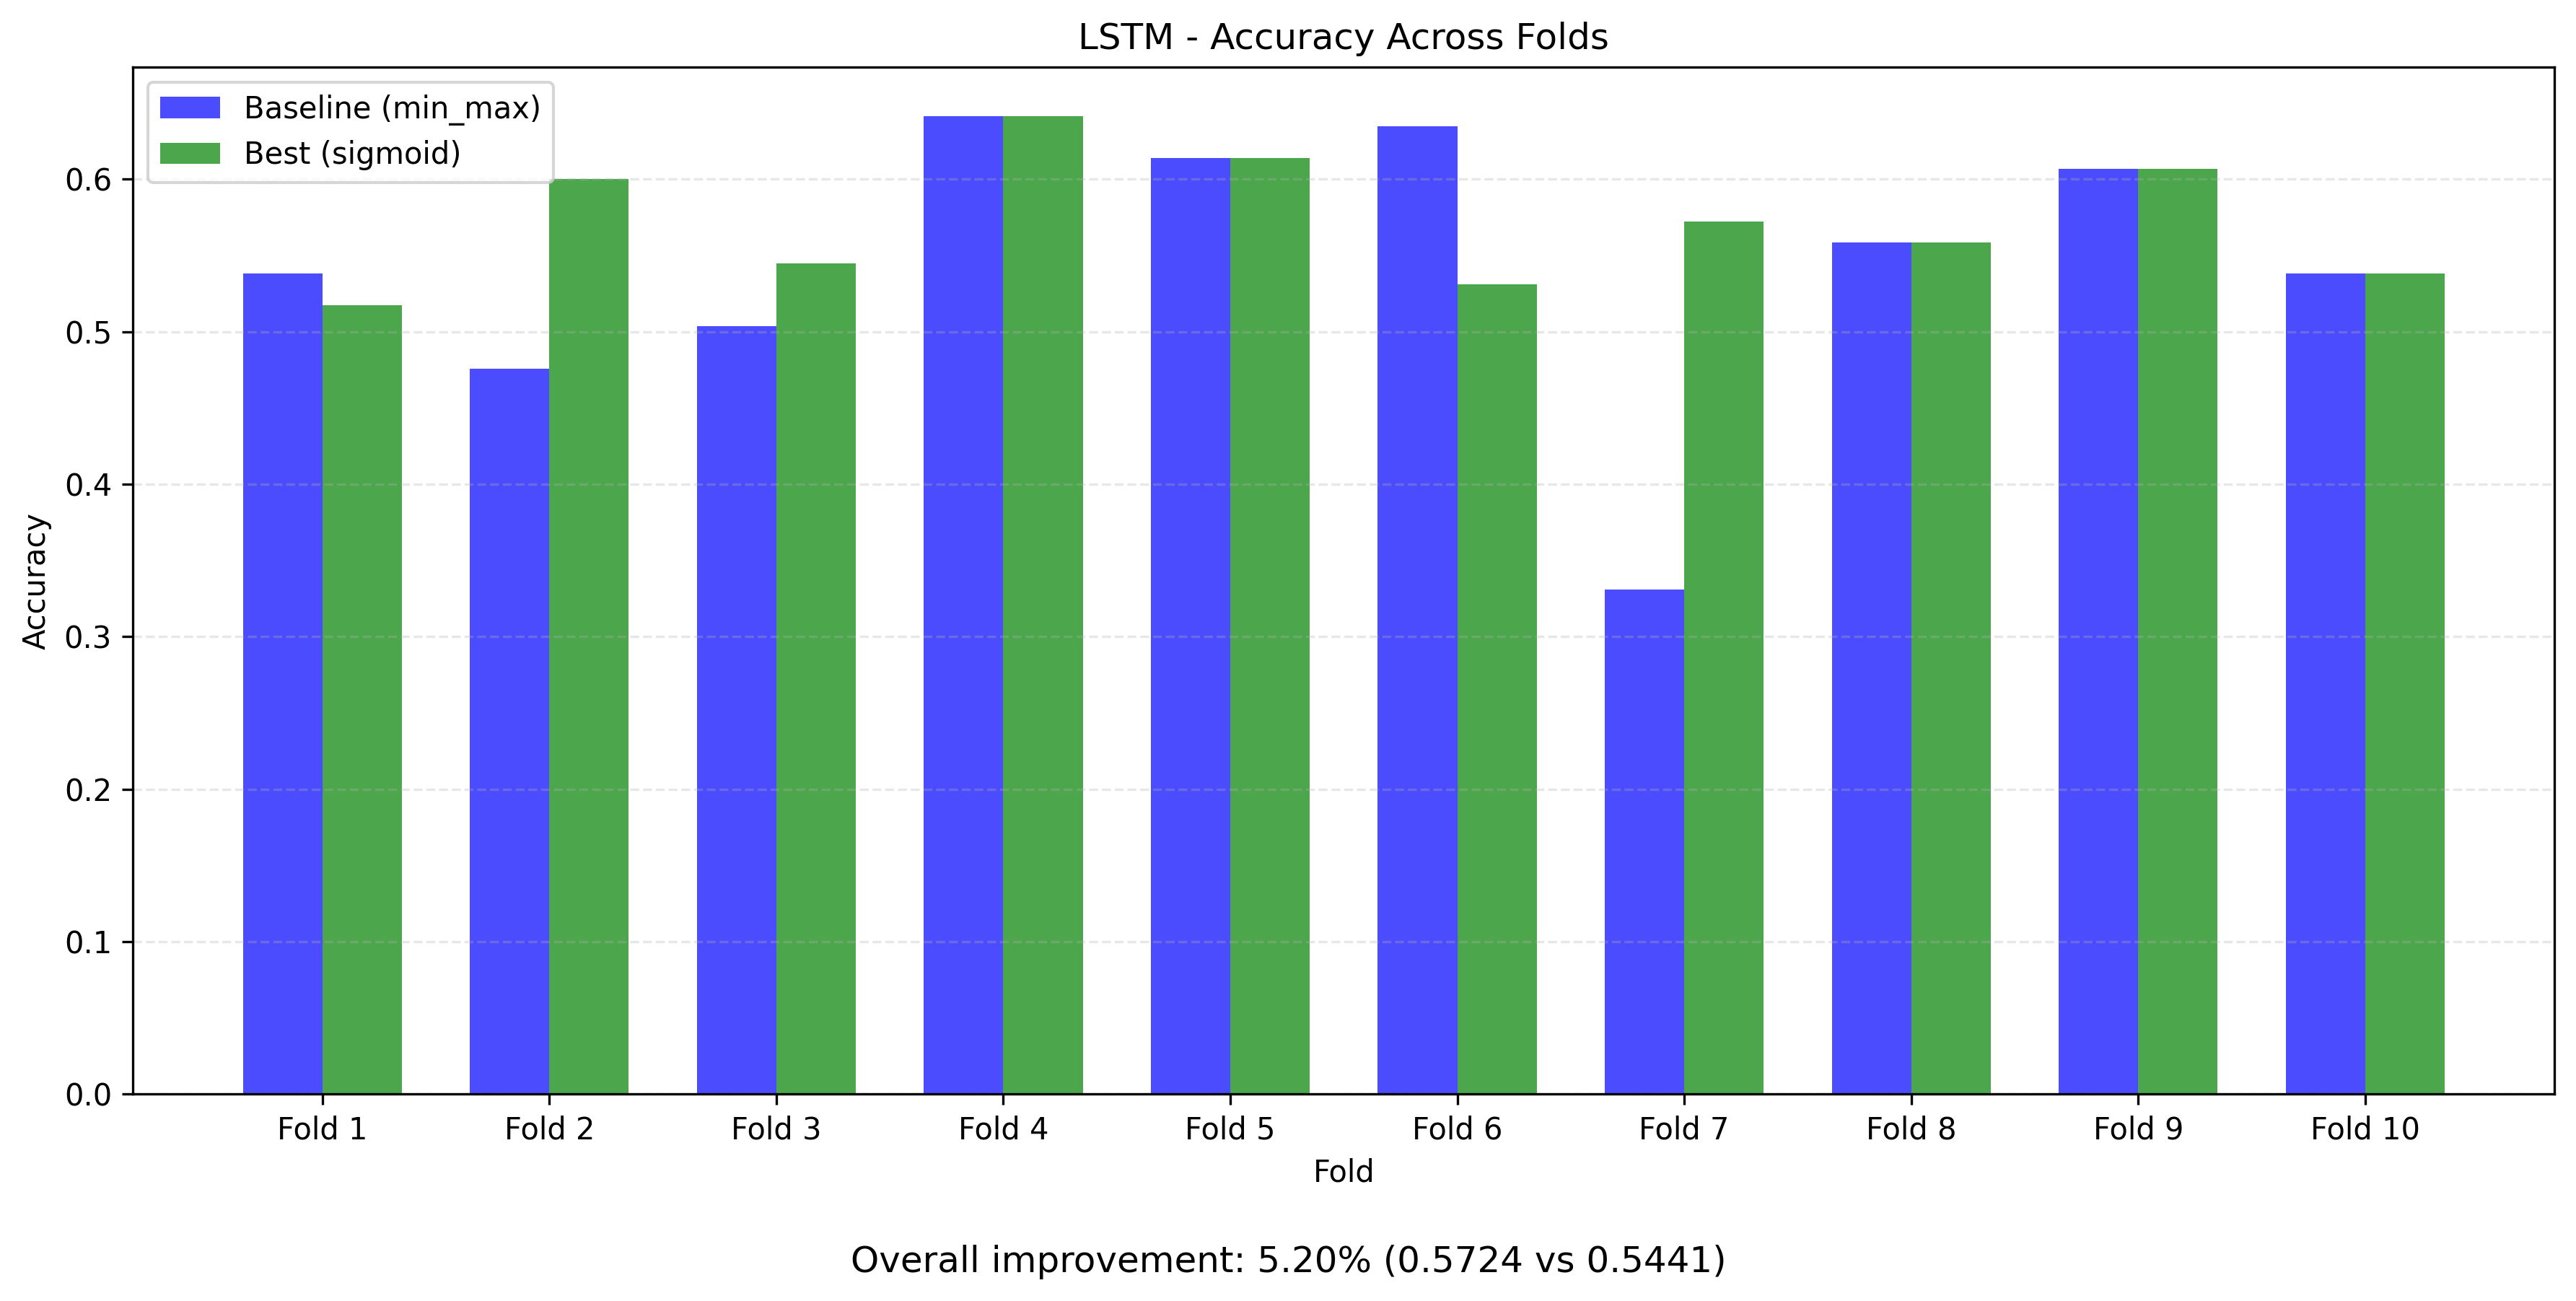 LSTM - Accuracy Across Folds
Baseline (min_max)
Best (sigmoid)
Accuracy
0.6
0.5
0.4
0.3
0.2
0.1
0.0
Fold 1 Fold 2 Fold 3 Fold 4 Fold 5 Fold 6 Fold 7 Fold 8 Fold 9 Fold 10
Fold
Overall improvement: 5.20% (0.5724 vs 0.5441)